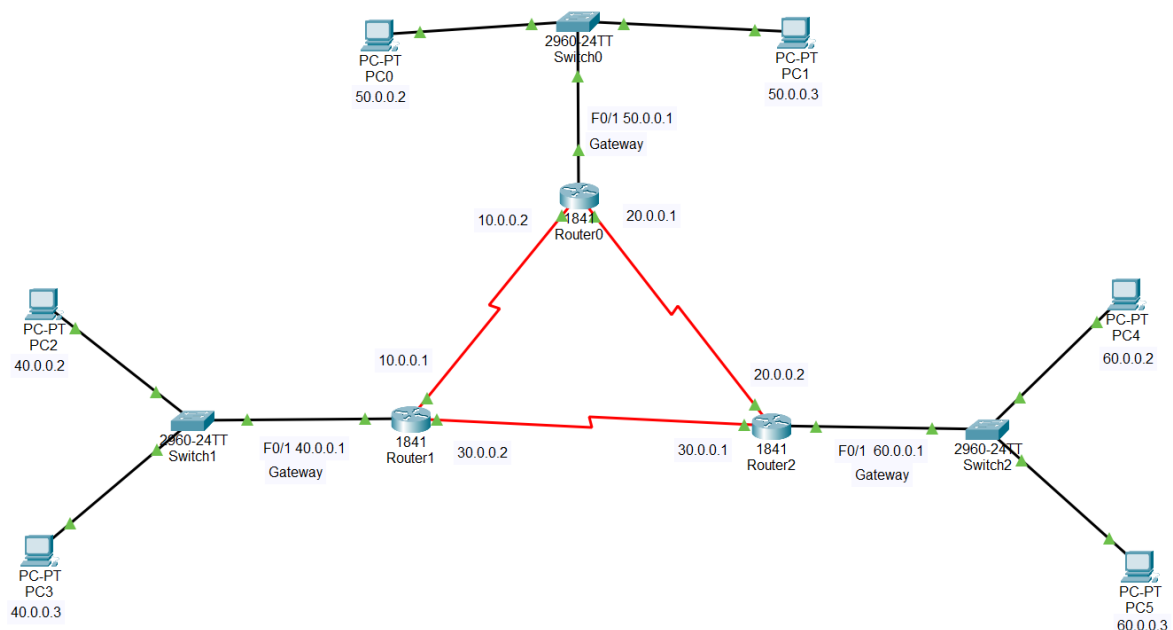 2960-24TT
Switch0
PC-PT
PC0
50.0.0.2
PC-PT
PC1
50.0.0.3
F0/1 50.0.0.1
Gateway
10.0.0.2
1841
Router0
20.0.0.1
PC-PT
PC2
40.0.0.2
PC-PT
PC4
60.0.0.2
10.0.0.1
20.0.0.2
2960-24TT
Switch1
F0/1 40.0.0.1
Gateway
1841
Router1
30.0.0.2
30.0.0.1
1841
Router2
F0/1 60.0.0.1
Gateway
2960-24TT
Switch2
PC-PT
PC3
40.0.0.3
PC-PT
PC5
60.0.0.3